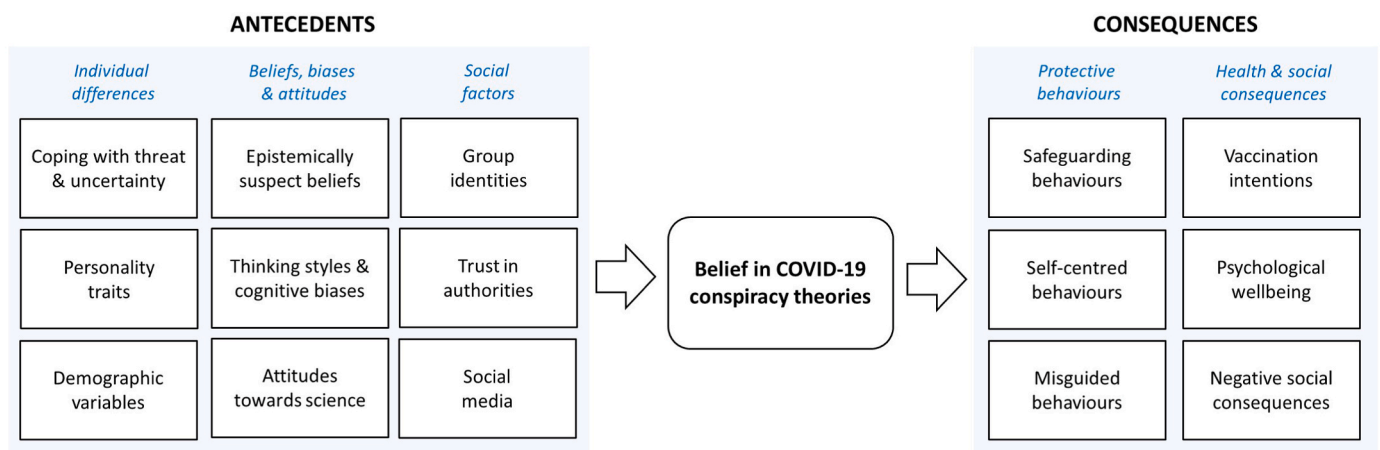 ANTECEDENTS
Individual
differences
Beliefs, biases
& attitudes
Social
factors
Coping with threat
& uncertainty
Epistemically
suspect beliefs
Group
identities
Personality
traits
Thinking styles &
cognitive biases
Trust in
authorities
Demographic
variables
Attitudes
towards science
Social
media
Belief in COVID-19
conspiracy theories
CONSEQUENCES
Protective
behaviours
Health & social
consequences
Safeguarding
behaviours
Vaccination
intentions
Self-centred
behaviours
Psychological
wellbeing
Misguided
behaviours
Negative social
consequences